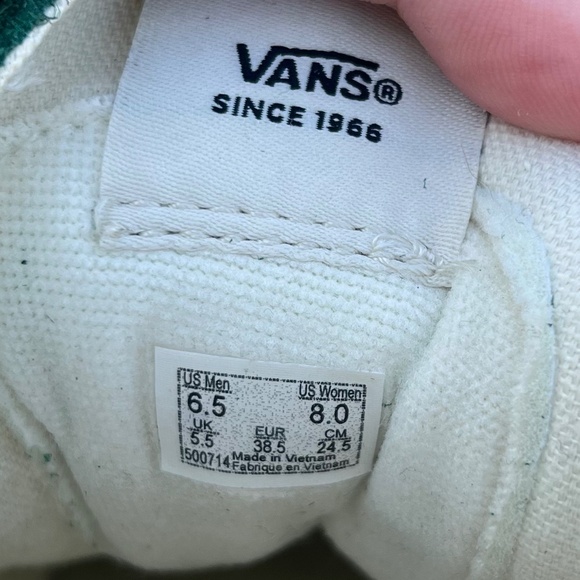 VANS®
SINCE 1966
US Men US Women
6.5 8.0
UK EUR CM
5.5 38.5 24.5
500714 Made in Vietnam
Fabrique en Vietnam